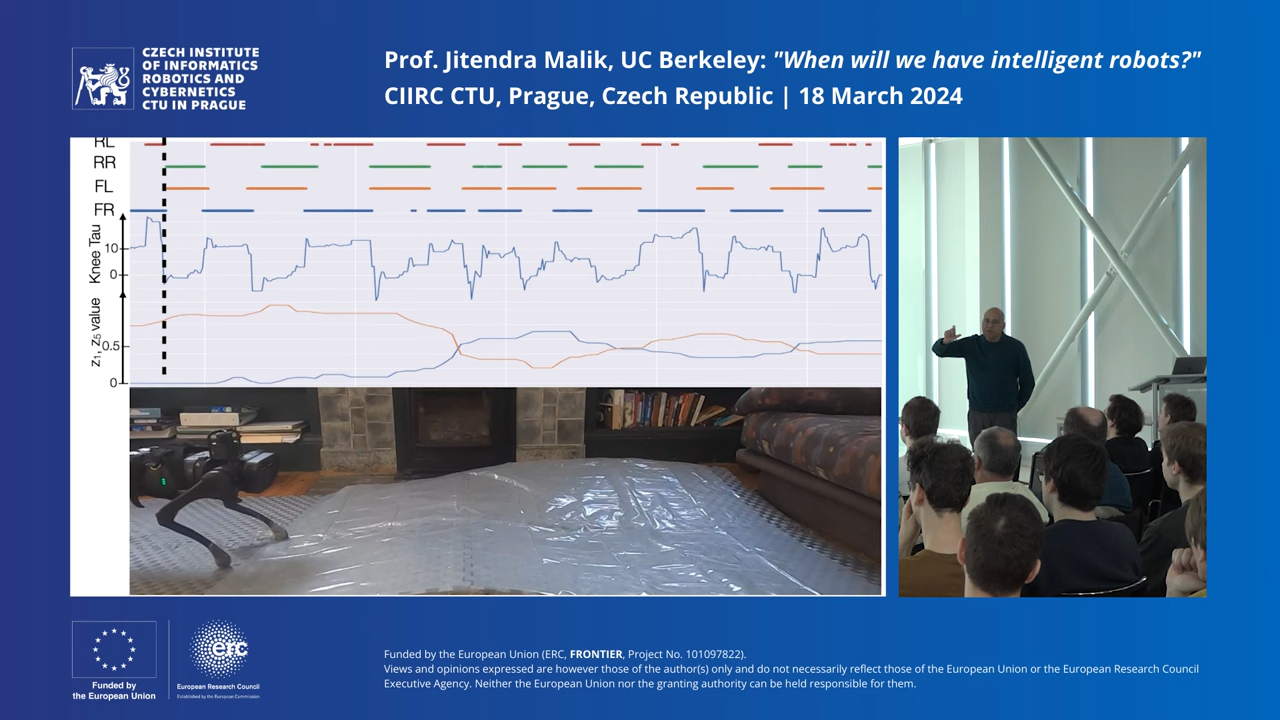 CZECH INSTITUTE
OF INFORMATICS
ROBOTICS AND
CYBERNETICS
CTU IN PRAGUE
Prof. Jitendra Malik, UC Berkeley: "When will we have intelligent robots?"
CIIRC CTU, Prague, Czech Republic | 18 March 2024
RL
RR
FL
FR
Knee Tau
10
0
z₁, z₅ value
0.5
0
Funded by
the European Union
erc
European Research Council
Established by the European Commission
Funded by the European Union (ERC, FRONTIER, Project No. 101097822).
Views and opinions expressed are however those of the author(s) only and do not necessarily reflect those of the European Union or the European Research Council
Executive Agency. Neither the European Union nor the granting authority can be held responsible for them.